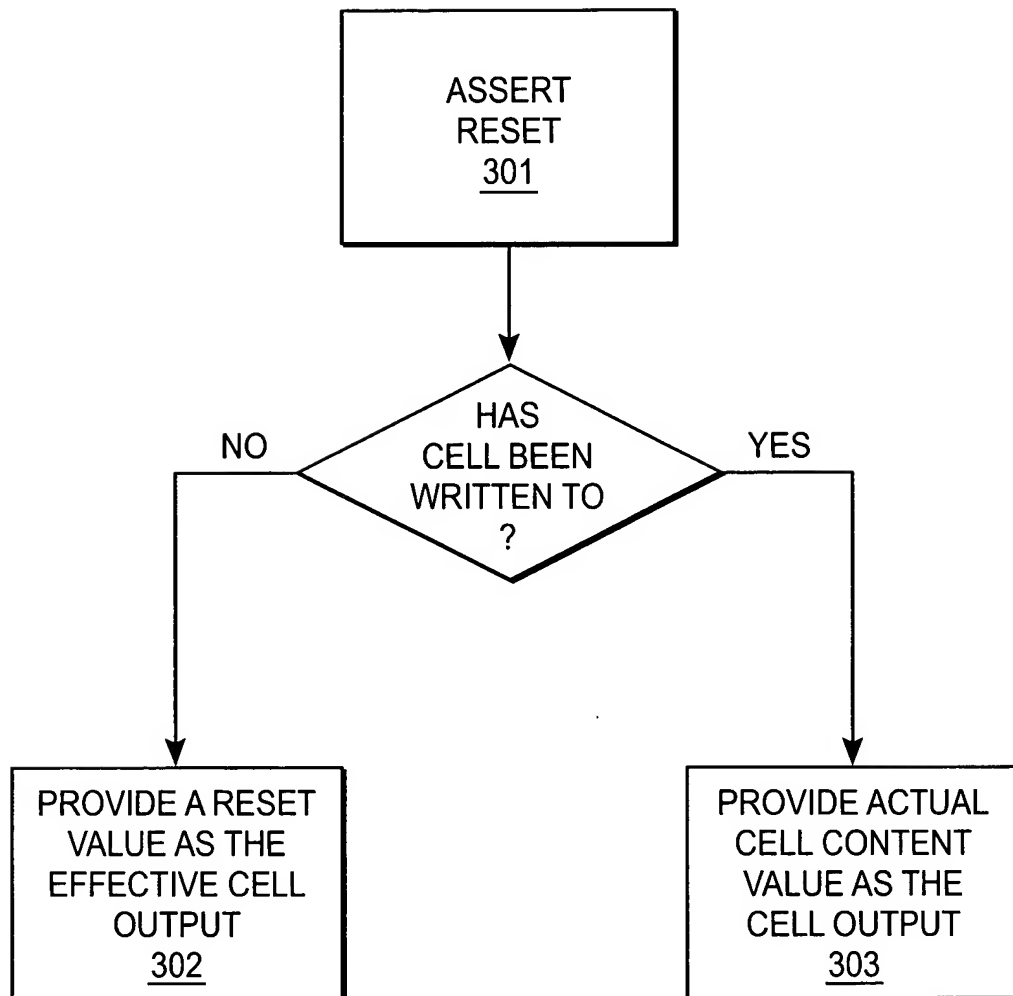 ASSERT
RESET
301
HAS
CELL BEEN
WRITTEN TO
?
NO
YES
PROVIDE A RESET
VALUE AS THE
EFFECTIVE CELL
OUTPUT
302
PROVIDE ACTUAL
CELL CONTENT
VALUE AS THE
CELL OUTPUT
303